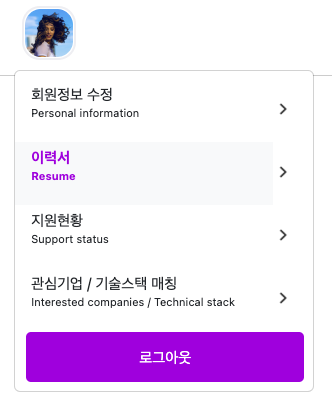 회원정보 수정
Personal information
이력서
Resume
지원현황
Support status
관심기업 / 기술스택 매칭
Interested companies / Technical stack
로그아웃